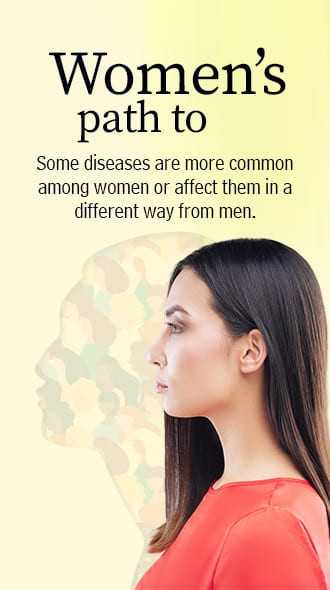 Women’s
path to
Some diseases are more common
among women or affect them in a
different way from men.